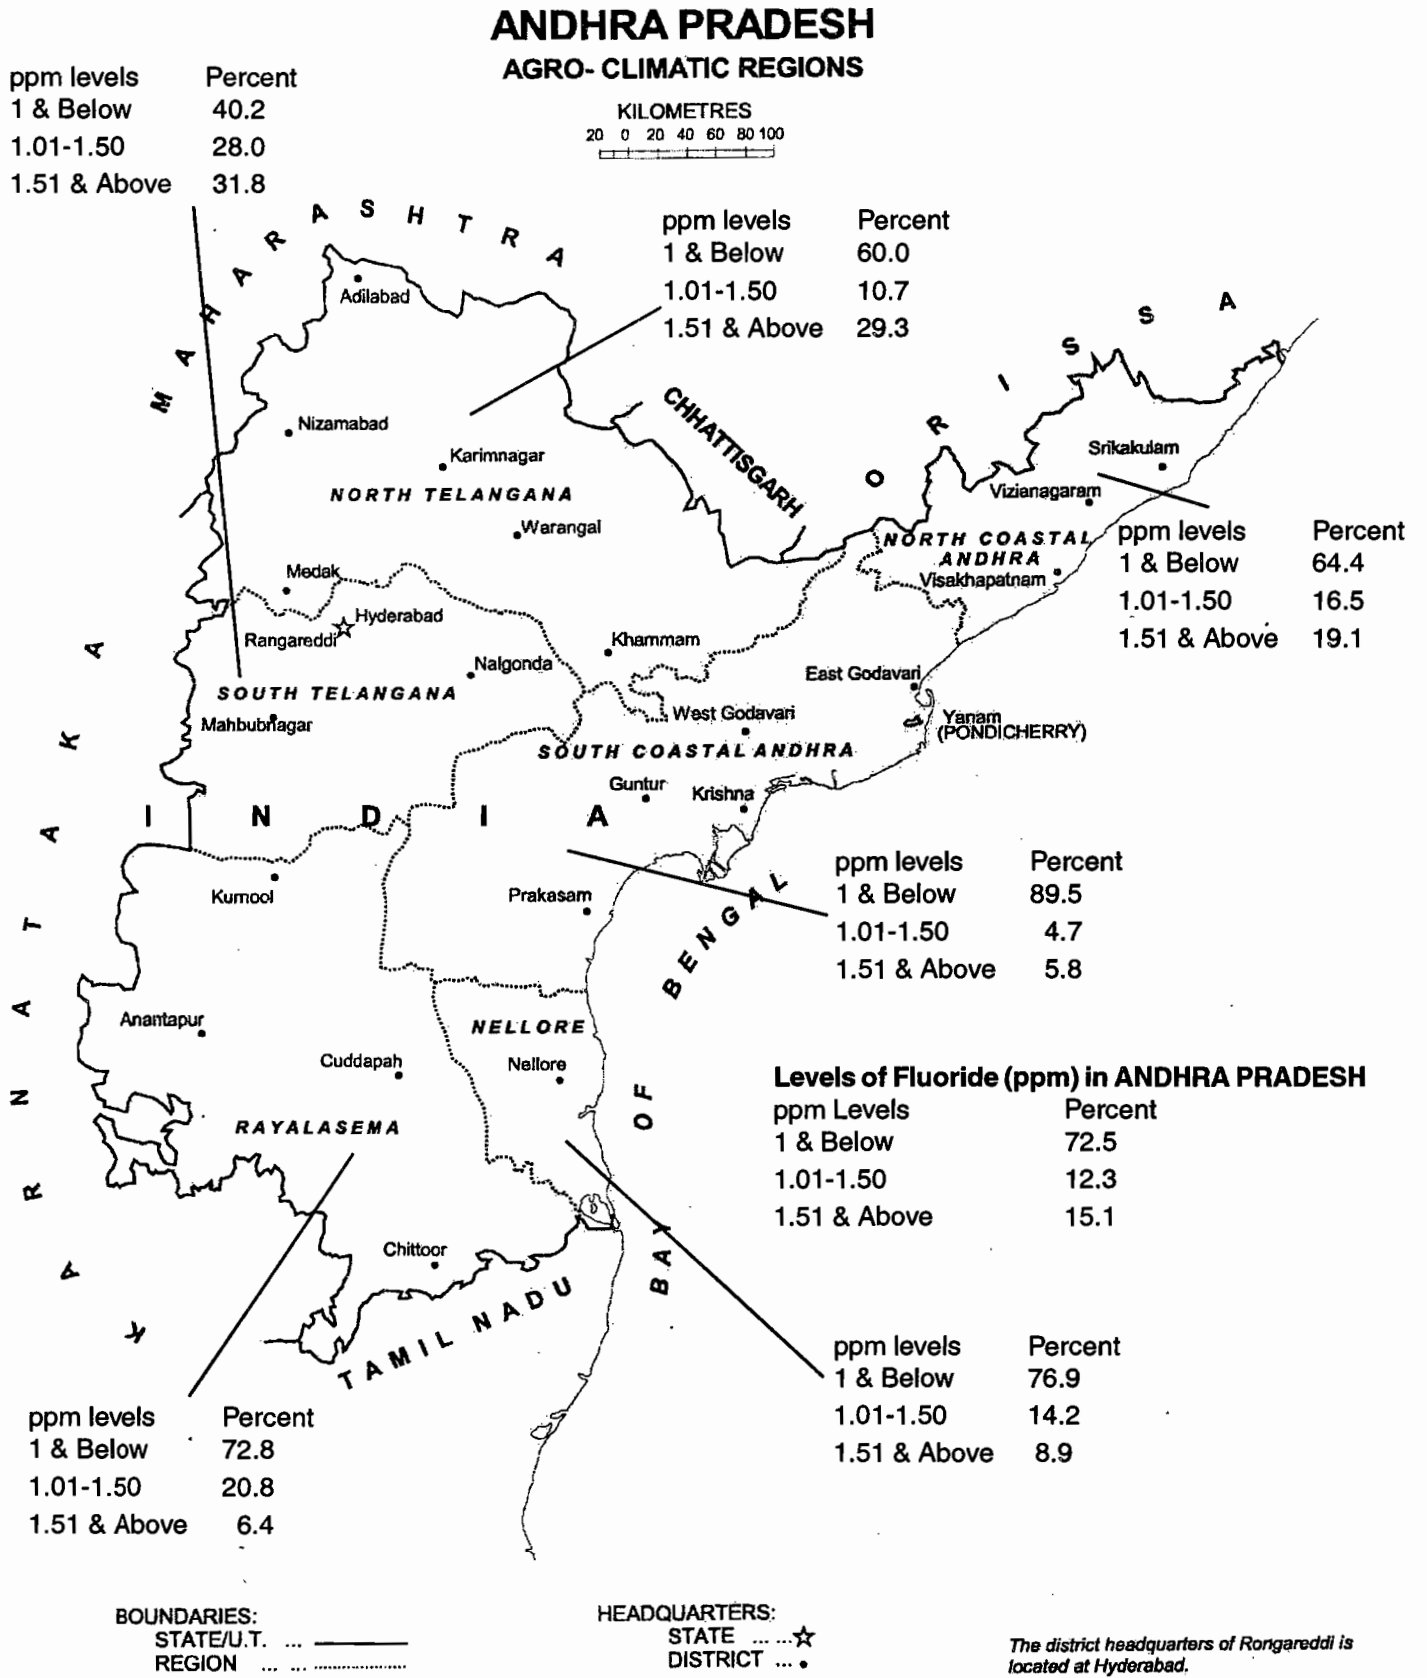 ANDHRA PRADESH
AGRO- CLIMATIC REGIONS
KILOMETRES
20 0 20 40 60 80 100
ppm levels Percent
1 & Below 40.2
1.01-1.50 28.0
1.51 & Above 31.8
MAHARASHTRA
ppm levels Percent
1 & Below 60.0
1.01-1.50 10.7
1.51 & Above 29.3
Adilabad
ORISSA
CHHATTISGARH
Nizamabad
Karimnagar
NORTH TELANGANA
Warangal
Srikakulam
Vizianagaram
NORTH COASTAL
ANDHRA
Visakhapatnam
ppm levels Percent
1 & Below 64.4
1.01-1.50 16.5
1.51 & Above 19.1
Medak
Hyderabad
Rangareddi
Khammam
Nalgonda
East Godavari
SOUTH TELANGANA
Mahbubnagar
West Godavari
Yanam
(PONDICHERRY)
SOUTH COASTAL ANDHRA
Guntur
Krishna
INDIA
KARNATAKA
Kurnool
Prakasam
BAY OF BENGAL
ppm levels Percent
1 & Below 89.5
1.01-1.50 4.7
1.51 & Above 5.8
Anantapur
NELLORE
Cuddapah
Nellore
RAYALASEMA
Levels of Fluoride (ppm) in ANDHRA PRADESH
ppm Levels Percent
1 & Below 72.5
1.01-1.50 12.3
1.51 & Above 15.1
Chittoor
TAMIL NADU
ppm levels Percent
1 & Below 76.9
1.01-1.50 14.2
1.51 & Above 8.9
ppm levels Percent
1 & Below 72.8
1.01-1.50 20.8
1.51 & Above 6.4
BOUNDARIES:
STATE/U.T. ...
REGION ... ...
HEADQUARTERS:
STATE ... ...
DISTRICT ...
The district headquarters of Rongareddi is
located at Hyderabad.